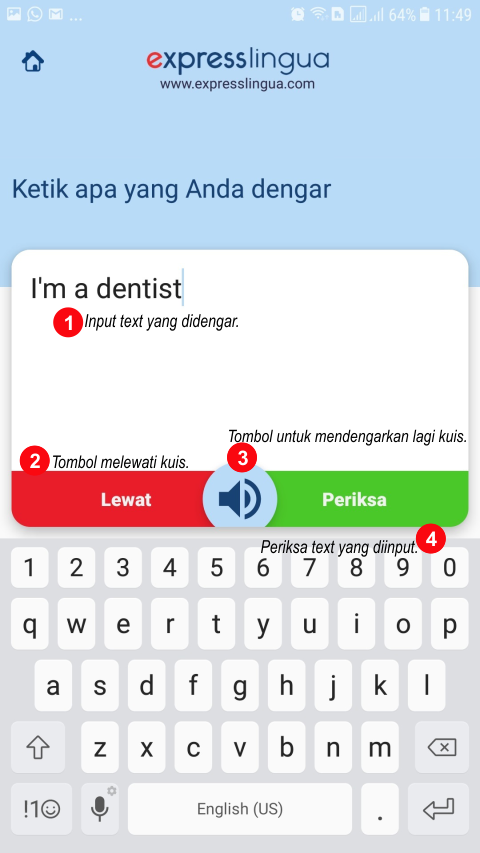 ... 64% 11:49
expresslingua
www.expresslingua.com
Ketik apa yang Anda dengar
I'm a dentist
1 Input text yang didengar.
Tombol untuk mendengarkan lagi kuis.
2 Tombol melewati kuis.
3
Lewat Periksa
Periksa text yang diinput. 4
1 2 3 4 5 6 7 8 9 0
q w e r t y u i o p
a s d f g h j k l
z x c v b n m
!1☺ English (US) .